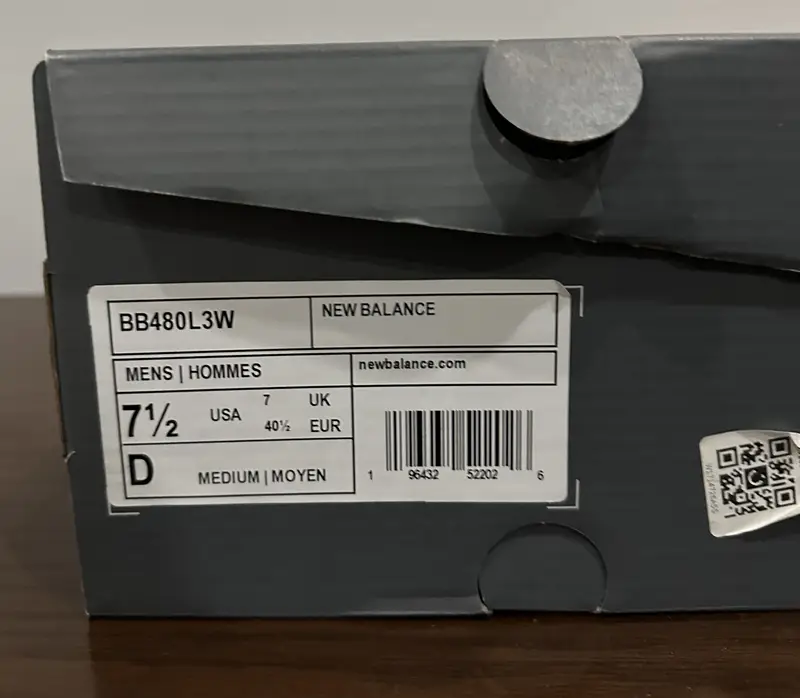 BB480L3W
NEW BALANCE
MENS | HOMMES
newbalance.com
7½ USA 7 UK
40½ EUR
D MEDIUM | MOYEN
1 96432 52202 6